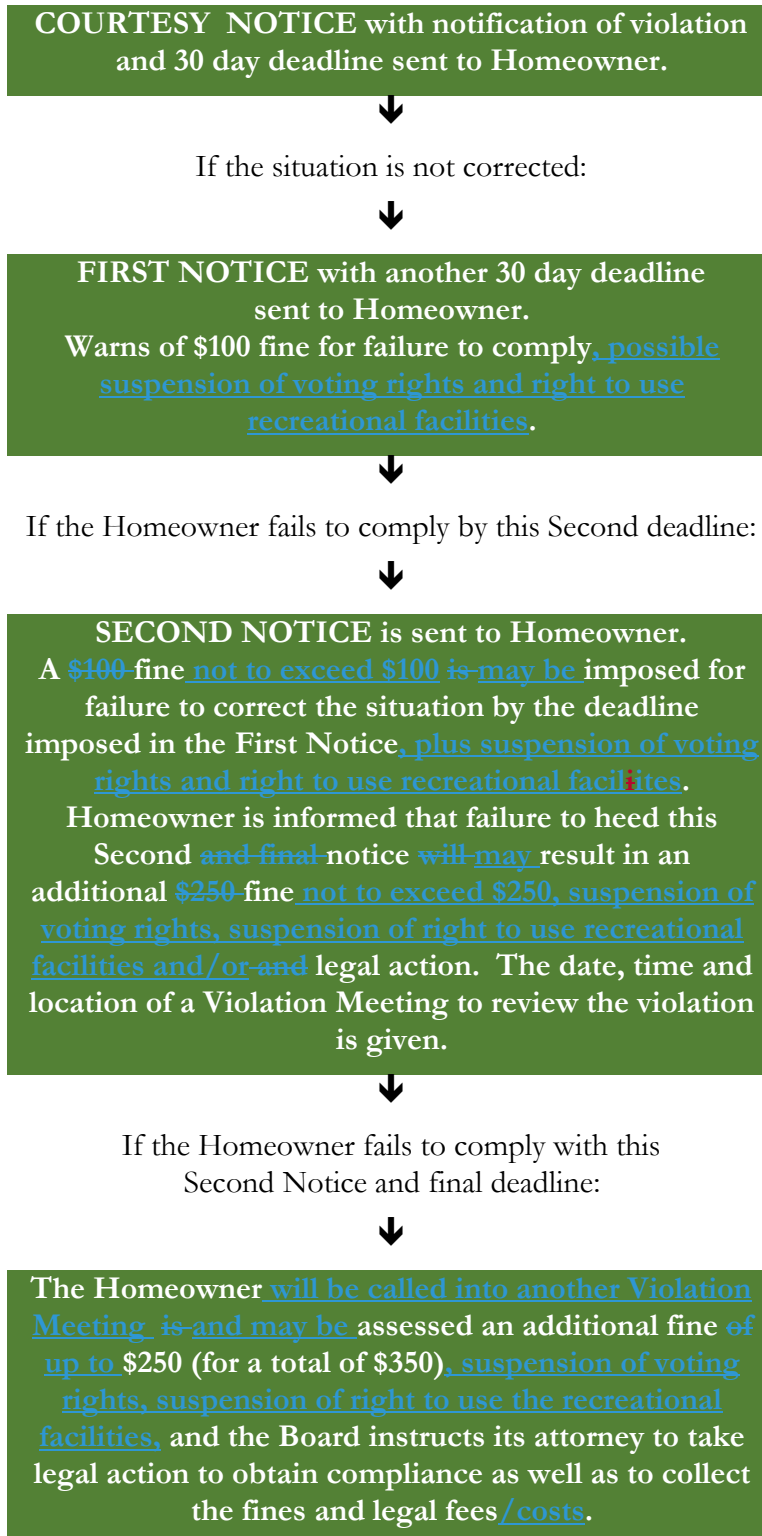 COURTESY NOTICE with notification of violation
and 30 day deadline sent to Homeowner.
If the situation is not corrected:
FIRST NOTICE with another 30 day deadline
sent to Homeowner.
Warns of $100 fine for failure to comply, possible
suspension of voting rights and right to use
recreational facilities.
If the Homeowner fails to comply by this Second deadline:
SECOND NOTICE is sent to Homeowner.
A $100 fine not to exceed $100 is may be imposed for
failure to correct the situation by the deadline
imposed in the First Notice, plus suspension of voting
rights and right to use recreational faciliites.
Homeowner is informed that failure to heed this
Second and final notice will may result in an
additional $250 fine not to exceed $250, suspension of
voting rights, suspension of right to use recreational
facilities and/or and legal action. The date, time and
location of a Violation Meeting to review the violation
is given.
If the Homeowner fails to comply with this
Second Notice and final deadline:
The Homeowner will be called into another Violation
Meeting is and may be assessed an additional fine of
up to $250 (for a total of $350), suspension of voting
rights, suspension of right to use the recreational
facilities, and the Board instructs its attorney to take
legal action to obtain compliance as well as to collect
the fines and legal fees/costs.